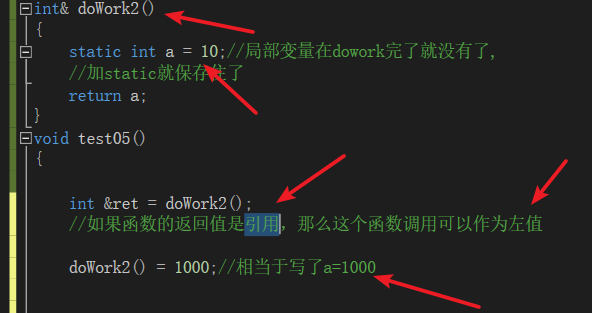 int& doWork2()
{
static int a = 10;//局部变量在dowork完了就没有了,
//加static就保存住了
return a;
}
void test05()
{
int &ret = doWork2();
//如果函数的返回值是引用，那么这个函数调用可以作为左值
doWork2() = 1000;//相当于写了a=1000